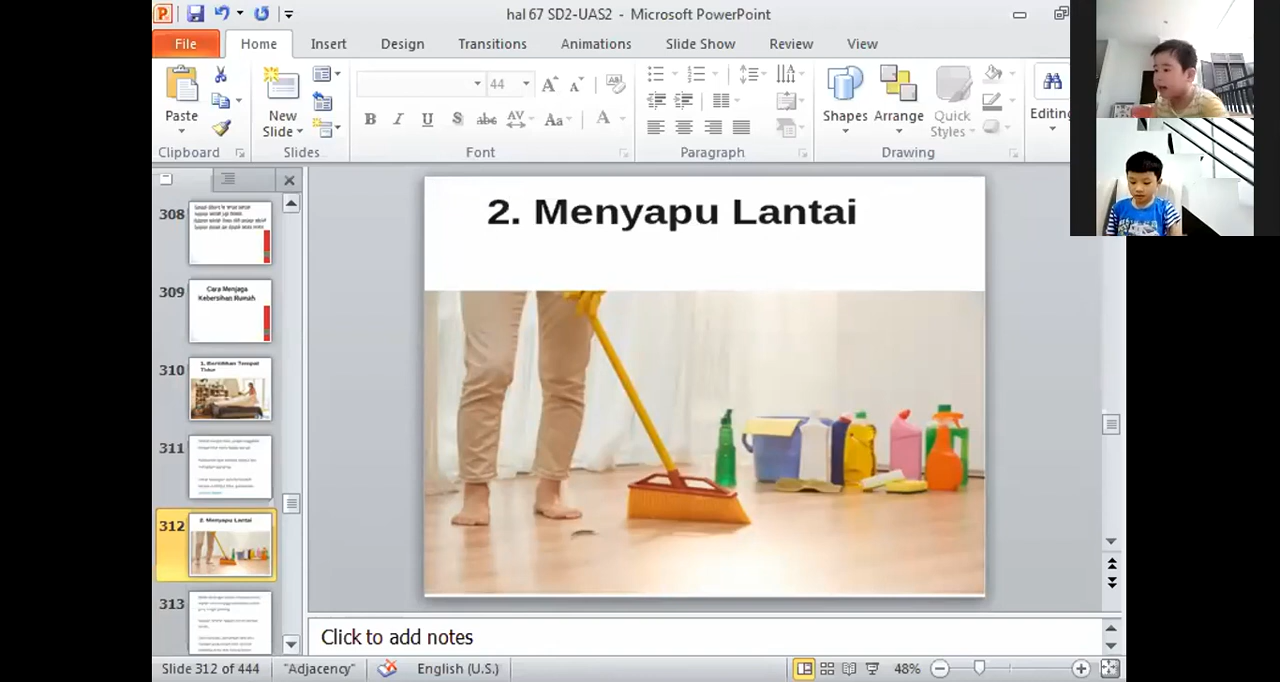 hal 67 SD2-UAS2 - Microsoft PowerPoint
File Home Insert Design Transitions Animations Slide Show Review View
44
Paste
New Slide
Shapes Arrange Quick Styles
Editing
Clipboard Slides Font Paragraph Drawing
308
309
Cara Menjaga
Kebersihan Rumah
310
311
312
2. Menyapu Lantai
313
2. Menyapu Lantai
Click to add notes
Slide 312 of 444 "Adjacency" English (U.S.) 48%